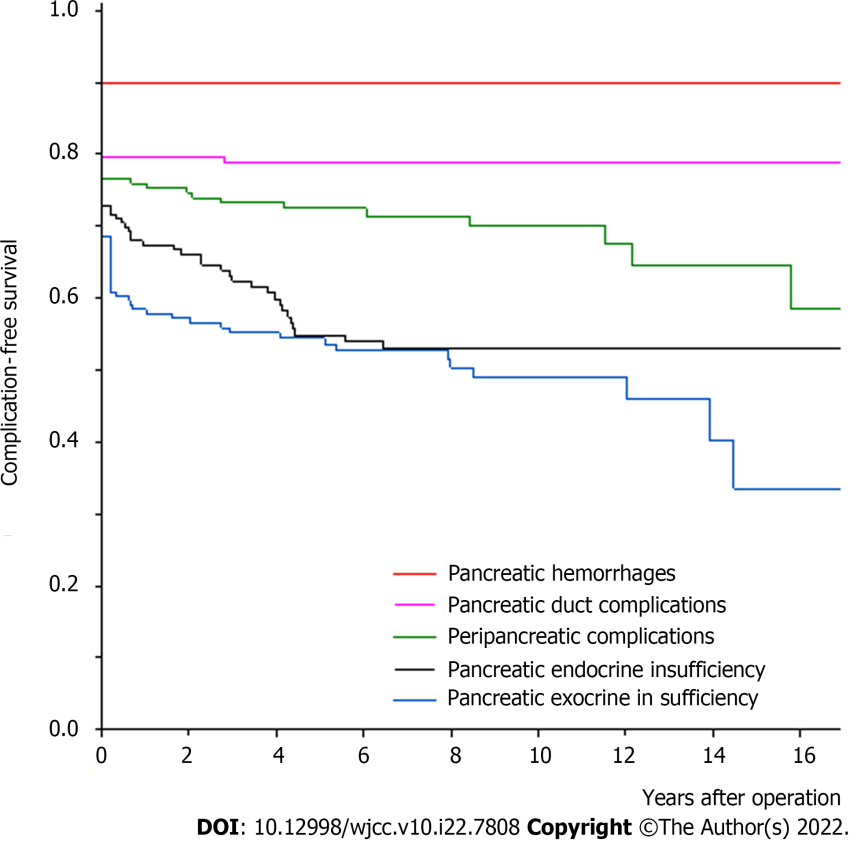 1.0
0.8
0.6
0.4
0.2
0.0
Complication-free survival
Pancreatic hemorrhages
Pancreatic duct complications
Peripancreatic complications
Pancreatic endocrine insufficiency
Pancreatic exocrine in sufficiency
0 2 4 6 8 10 12 14 16
Years after operation
DOI: 10.12998/wjcc.v10.i22.7808 Copyright ©The Author(s) 2022.